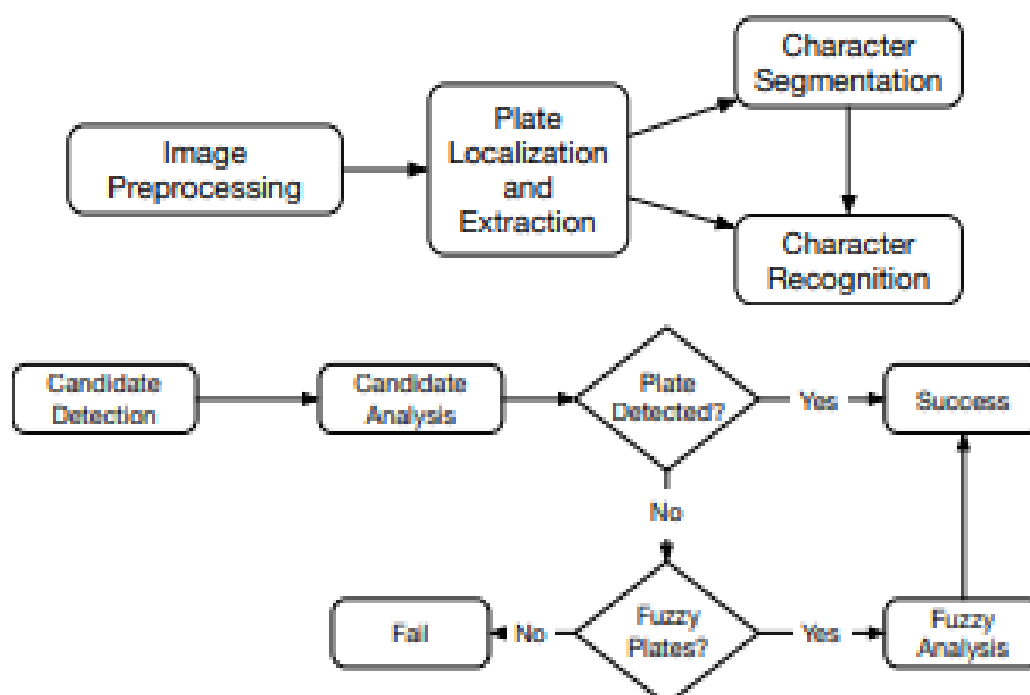 Image
Preprocessing
Plate
Localization
and
Extraction
Character
Segmentation
Character
Recognition
Candidate
Detection
Candidate
Analysis
Plate
Detected?
Yes
Success
No
Fail
No
Fuzzy
Plates?
Yes
Fuzzy
Analysis